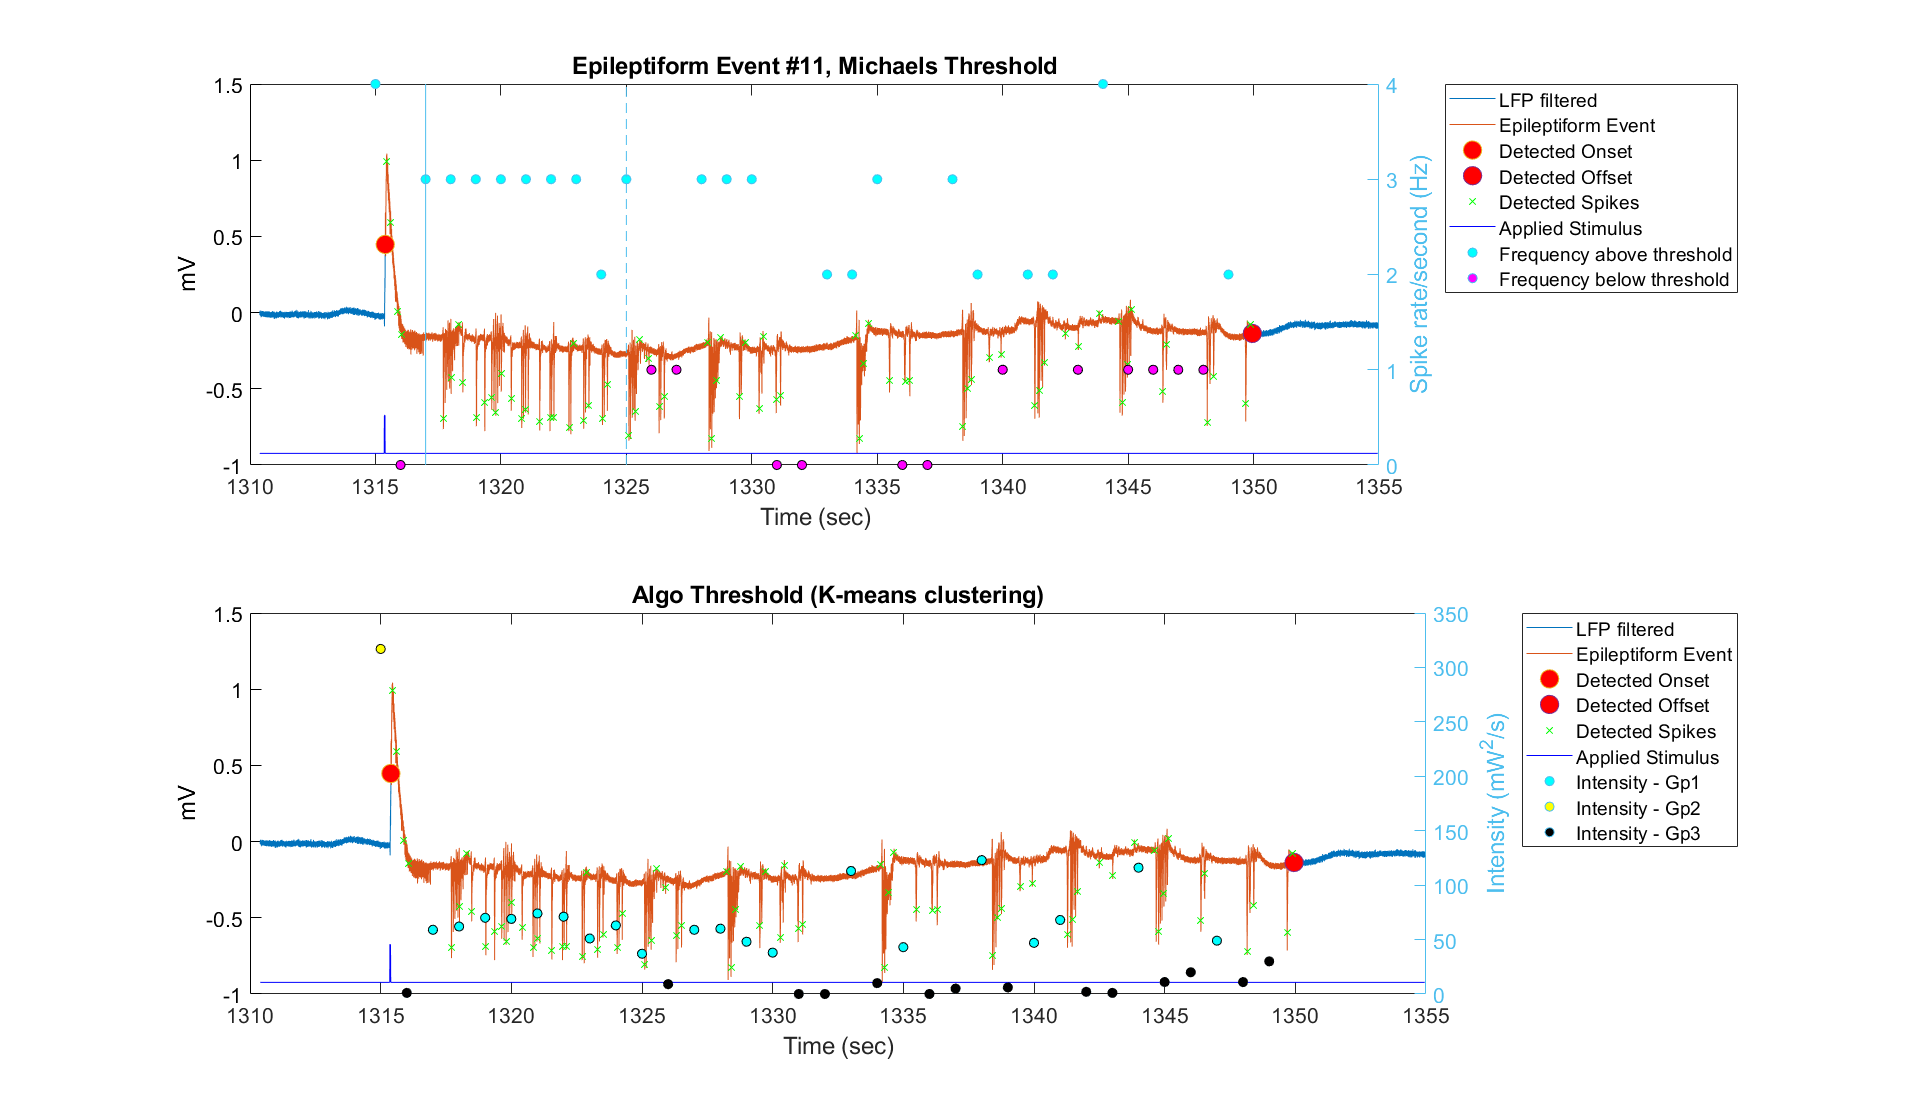 Epileptiform Event #11, Michaels Threshold
1.5
1
0.5
0
-0.5
-1
mV
4
3
2
1
0
Spike rate/second (Hz)
1310 1315 1320 1325 1330 1335 1340 1345 1350 1355
Time (sec)
LFP filtered
Epileptiform Event
Detected Onset
Detected Offset
Detected Spikes
Applied Stimulus
Frequency above threshold
Frequency below threshold
Algo Threshold (K-means clustering)
1.5
1
0.5
0
-0.5
-1
mV
350
300
250
200
150
100
50
0
Intensity (mW²/s)
1310 1315 1320 1325 1330 1335 1340 1345 1350 1355
Time (sec)
LFP filtered
Epileptiform Event
Detected Onset
Detected Offset
Detected Spikes
Applied Stimulus
Intensity - Gp1
Intensity - Gp2
Intensity - Gp3